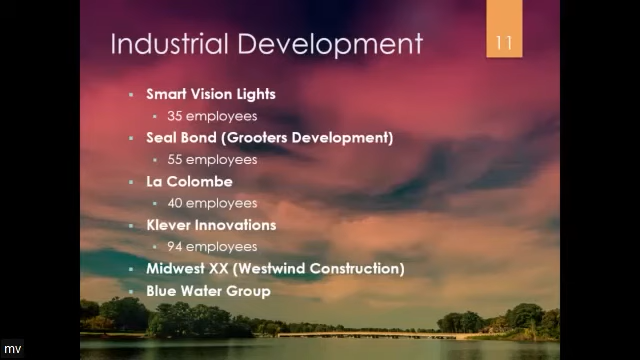 Industrial Development
11
Smart Vision Lights
35 employees
Seal Bond (Grooters Development)
55 employees
La Colombe
40 employees
Klever Innovations
94 employees
Midwest XX (Westwind Construction)
Blue Water Group
mv